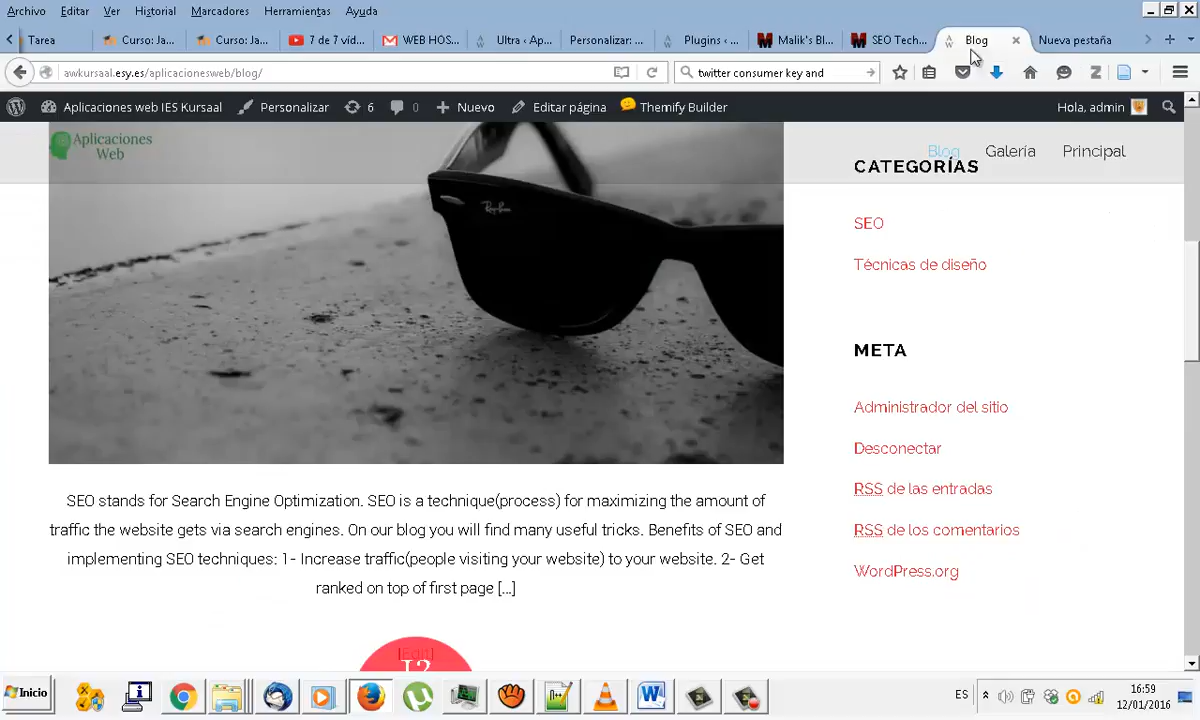 Archivo Editar Ver Historial Marcadores Herramientas Ayuda
Tarea Curso: Ja... Curso: Ja... 7 de 7 víd... WEB HOS... Ultra ‹ Ap... Personalizar: ... Plugins ‹ ... Malik's Bl... SEO Tech... Blog Nueva pestaña
awkursaal.esy.es/aplicacionesweb/blog/ twitter consumer key and
Aplicaciones web IES Kursaal Personalizar 6 0 Nuevo Editar página Themify Builder Hola, admin
Aplicaciones
Web
Blog Galería Principal
CATEGORÍAS
SEO
Técnicas de diseño
META
Administrador del sitio
Desconectar
RSS de las entradas
RSS de los comentarios
WordPress.org
Ray-Ban
SEO stands for Search Engine Optimization. SEO is a technique(process) for maximizing the amount of
traffic the website gets via search engines. On our blog you will find many useful tricks. Benefits of SEO and
implementing SEO techniques: 1- Increase traffic(people visiting your website) to your website. 2- Get
ranked on top of first page [...]
[Edit]
12
Inicio ES 16:59
12/01/2016